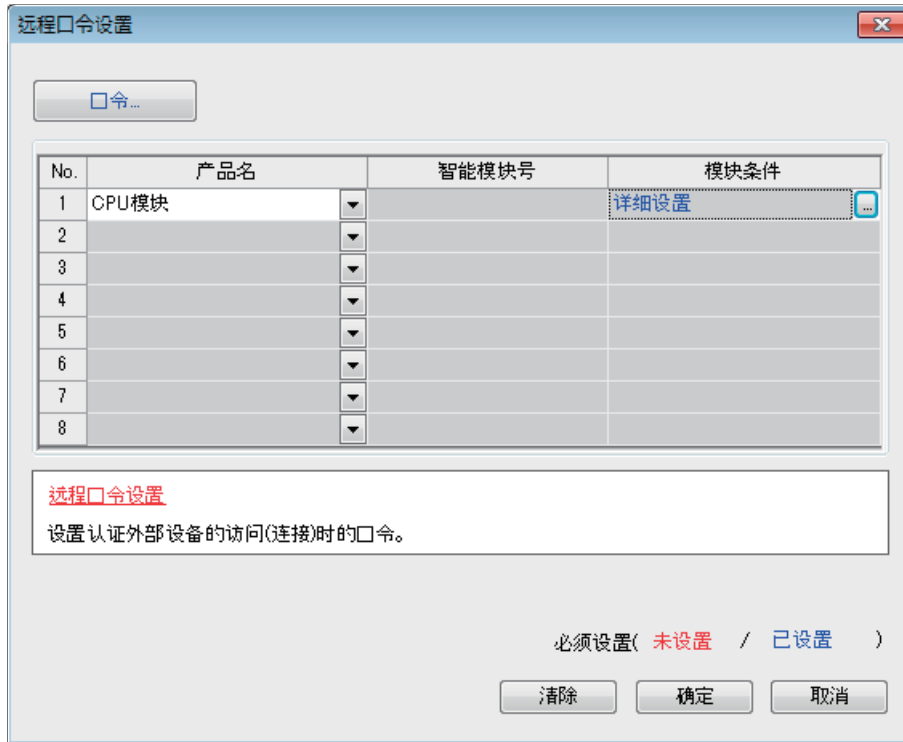 远程口令设置
口令...
No. 产品名 智能模块号 模块条件
1 CPU模块 详细设置 ...
2
3
4
5
6
7
8
远程口令设置
设置认证外部设备的访问(连接)时的口令。
必须设置( 未设置 / 已设置 )
清除 确定 取消